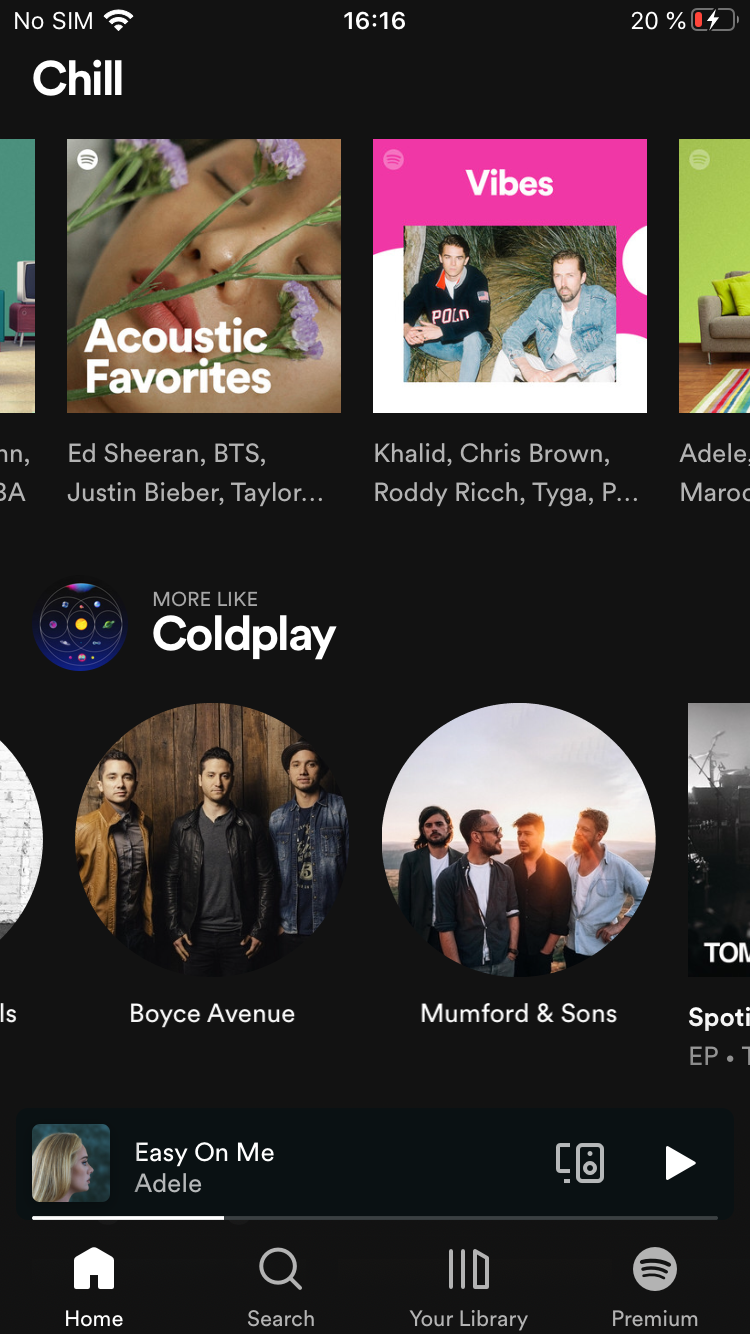 No SIM 16:16 20 %
Chill
Vibes
Acoustic
Favorites
POLO
nn,
BA
Ed Sheeran, BTS,
Justin Bieber, Taylor…
Khalid, Chris Brown,
Roddy Ricch, Tyga, P…
Adele,
Maroo
MORE LIKE
Coldplay
TOM
ls
Boyce Avenue
Mumford & Sons
Spoti
EP • T
Easy On Me
Adele
Home
Search
Your Library
Premium